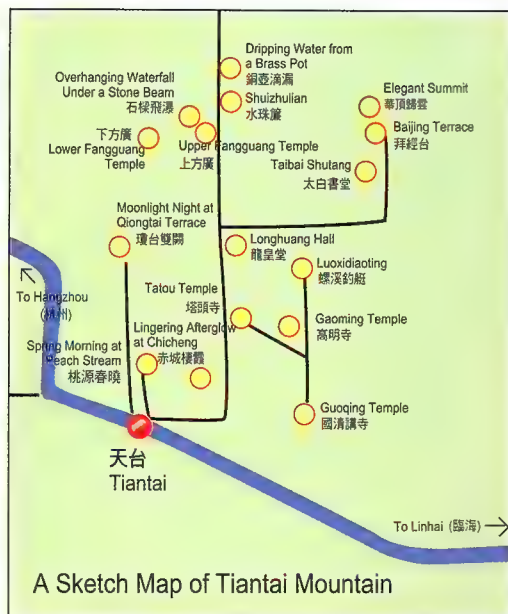 Dripping Water from
a Brass Pot
銅壺滴漏
Overhanging Waterfall
Under a Stone Beam
石樑飛瀑
Shuizhulian
水珠簾
Elegant Summit
華頂歸雲
下方廣
Lower Fangguang
Temple
Upper Fangguang Temple
上方廣
Baijing Terrace
拜經台
Taibai Shutang
太白書堂
Moonlight Night at
Qiongtai Terrace
瓊台雙闕
Longhuang Hall
龍皇堂
Luoxidiaoting
螺溪釣艇
To Hangzhou
(杭州)
Tatou Temple
塔頭寺
Gaoming Temple
高明寺
Lingering Afterglow
at Chicheng
赤城棲霞
Spring Morning at
Peach Stream
桃源春曉
Guoqing Temple
國清講寺
天台
Tiantai
To Linhai (臨海)
A Sketch Map of Tiantai Mountain